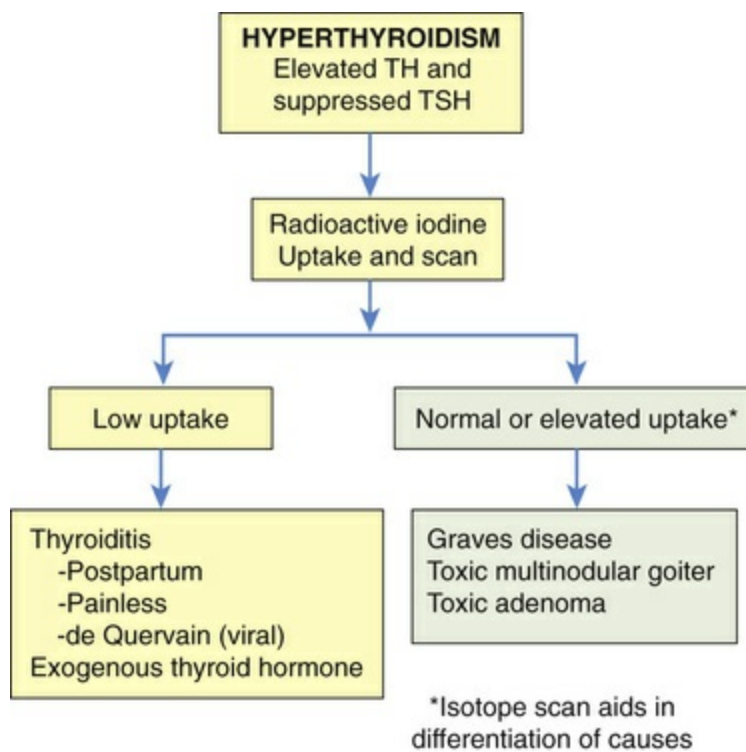 HYPERTHYROIDISM
Elevated TH and
suppressed TSH
Radioactive iodine
Uptake and scan
Low uptake
Normal or elevated uptake*
Thyroiditis
-Postpartum
-Painless
-de Quervain (viral)
Exogenous thyroid hormone
Graves disease
Toxic multinodular goiter
Toxic adenoma
*Isotope scan aids in
differentiation of causes